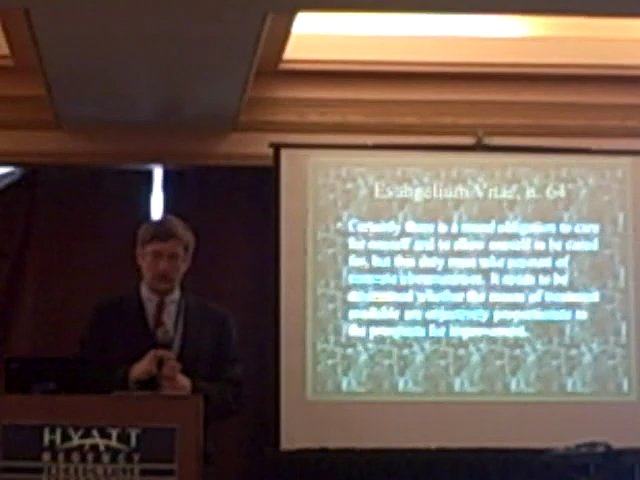 Evangelium Vitae, n. 64
Certainly there is a moral obligation to care
for oneself and to allow oneself to be cared
for, but this duty must take account of
concrete circumstances. It needs to be
determined whether the means of treatment
available are objectively proportionate to
the prospects for improvement.
HYATT
REGENCY